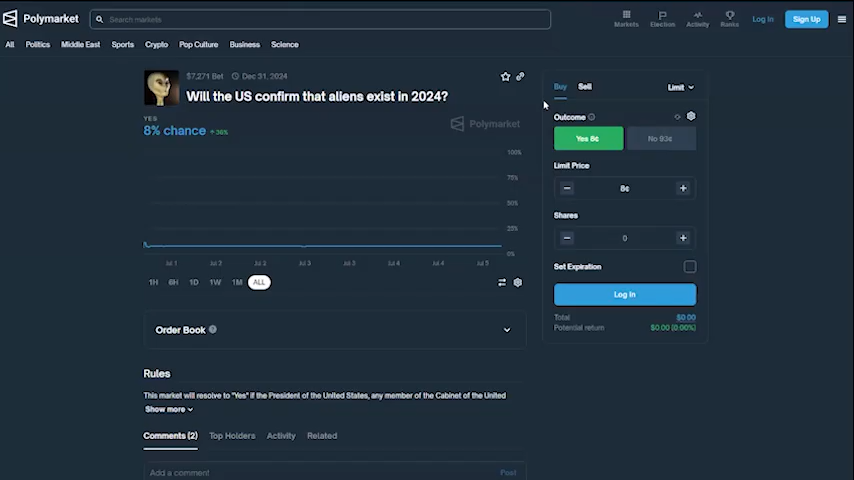 Polymarket
Search markets
Markets
Election
Activity
Ranks
Log In
Sign Up
All Politics Middle East Sports Crypto Pop Culture Business Science
$7,271 Bet Dec 31, 2024
Will the US confirm that aliens exist in 2024?
YES
8% chance
Polymarket
100%
75%
50%
25%
0%
Jul 1 Jul 2 Jul 2 Jul 3 Jul 3 Jul 4 Jul 4 Jul 5
1H 6H 1D 1W 1M ALL
Order Book
Rules
This market will resolve to "Yes" if the President of the United States, any member of the Cabinet of the United
Show more
Comments (2) Top Holders Activity Related
Add a comment Post
Buy Sell Limit
Outcome
Yes 8¢ No 93¢
Limit Price
8¢
Shares
0
Set Expiration
Log In
Total $0.00
Potential return $0.00 (0.00%)